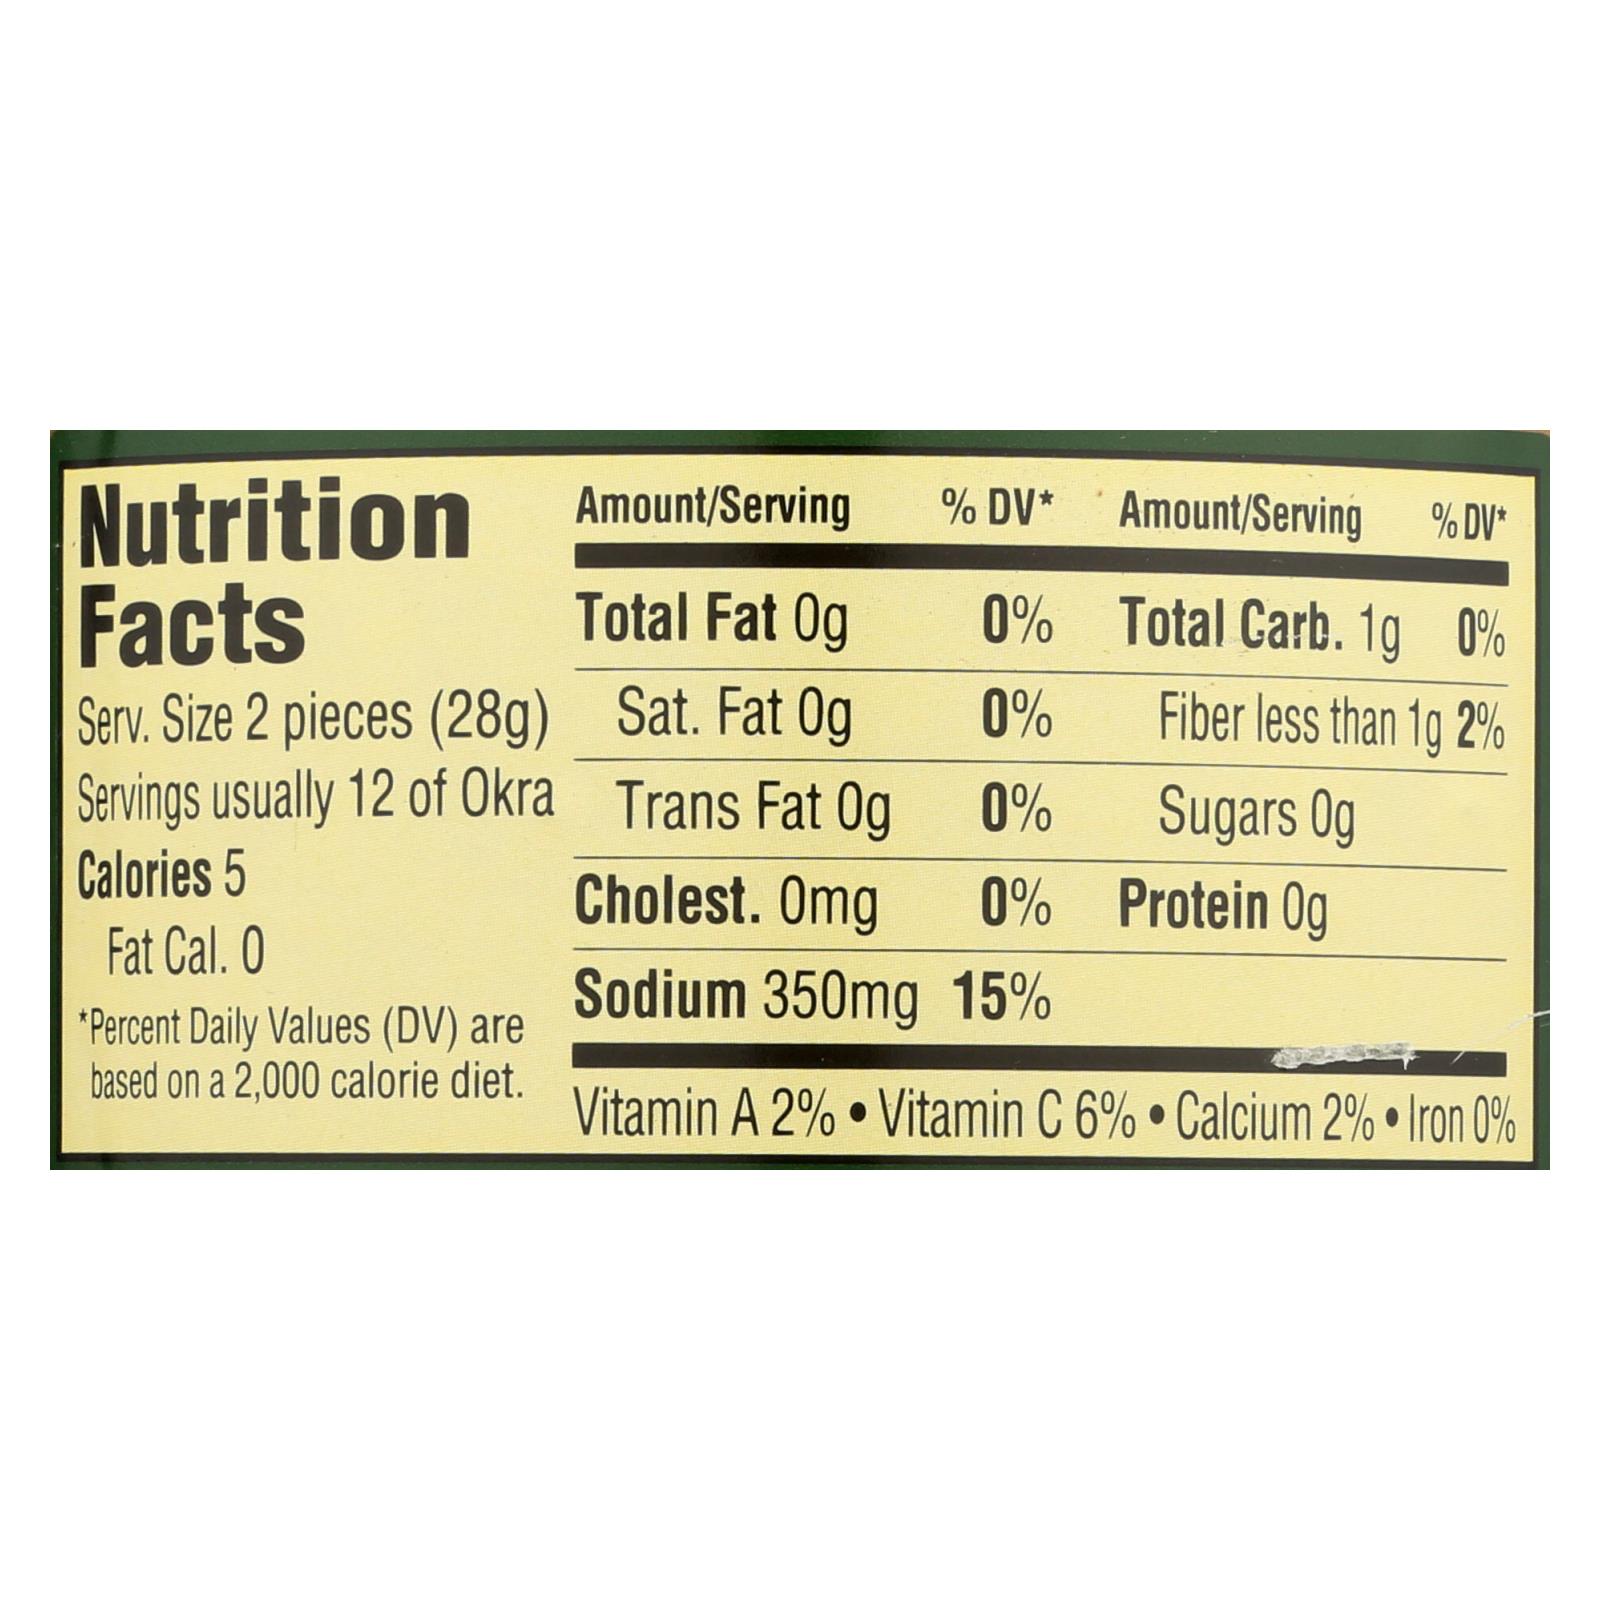 Nutrition
Facts
Serv. Size 2 pieces (28g)
Servings usually 12 of Okra
Calories 5
Fat Cal. 0
*Percent Daily Values (DV) are
based on a 2,000 calorie diet.
Amount/Serving % DV* Amount/Serving % DV*
Total Fat 0g 0% Total Carb. 1g 0%
Sat. Fat 0g 0% Fiber less than 1g 2%
Trans Fat 0g 0% Sugars 0g
Cholest. 0mg 0% Protein 0g
Sodium 350mg 15%
Vitamin A 2% • Vitamin C 6% • Calcium 2% • Iron 0%